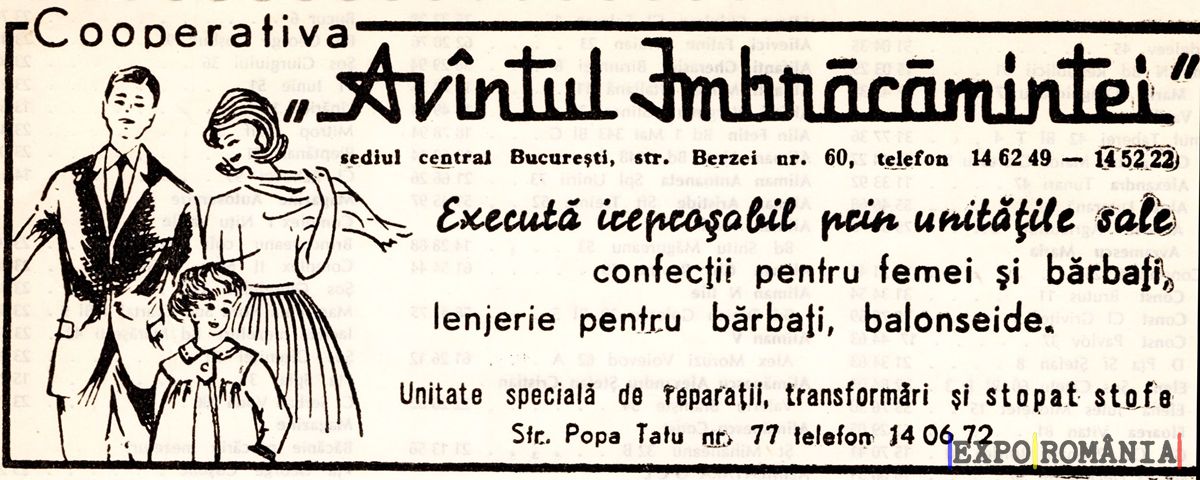 Cooperativa
„Avîntul Îmbrăcămintei”
sediul central București, str. Berzei nr. 60, telefon 14 62 49 — 14 52 22
Execută ireproșabil prin unitățile sale
confecții pentru femei și bărbați,
lenjerie pentru bărbați, balonseide.
Unitate specială de reparații, transformări și stopat stofe
Str. Popa Tatu nr. 77 telefon 14 06 72
EXPO ROMÂNIA